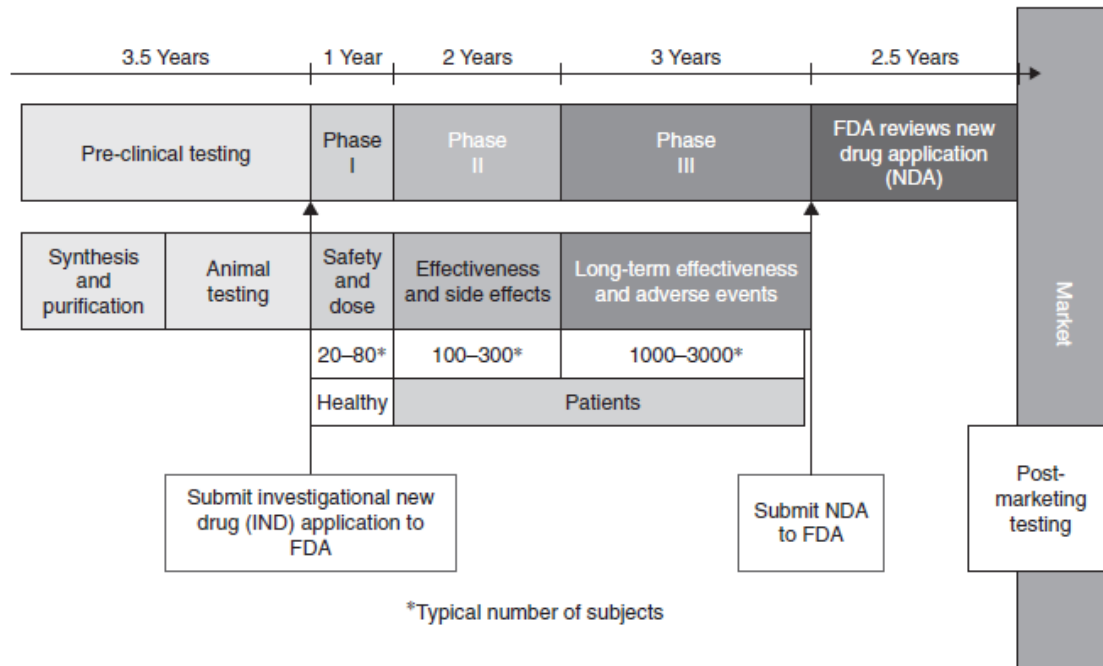 3.5 Years
1 Year
2 Years
3 Years
2.5 Years
Pre-clinical testing
Phase
I
Phase
II
Phase
III
FDA reviews new
drug application
(NDA)
Synthesis
and
purification
Animal
testing
Safety
and
dose
Effectiveness
and side effects
Long-term effectiveness
and adverse events
Market
20–80*
100–300*
1000–3000*
Healthy
Patients
Submit investigational new
drug (IND) application to
FDA
Submit NDA
to FDA
Post-
marketing
testing
*Typical number of subjects